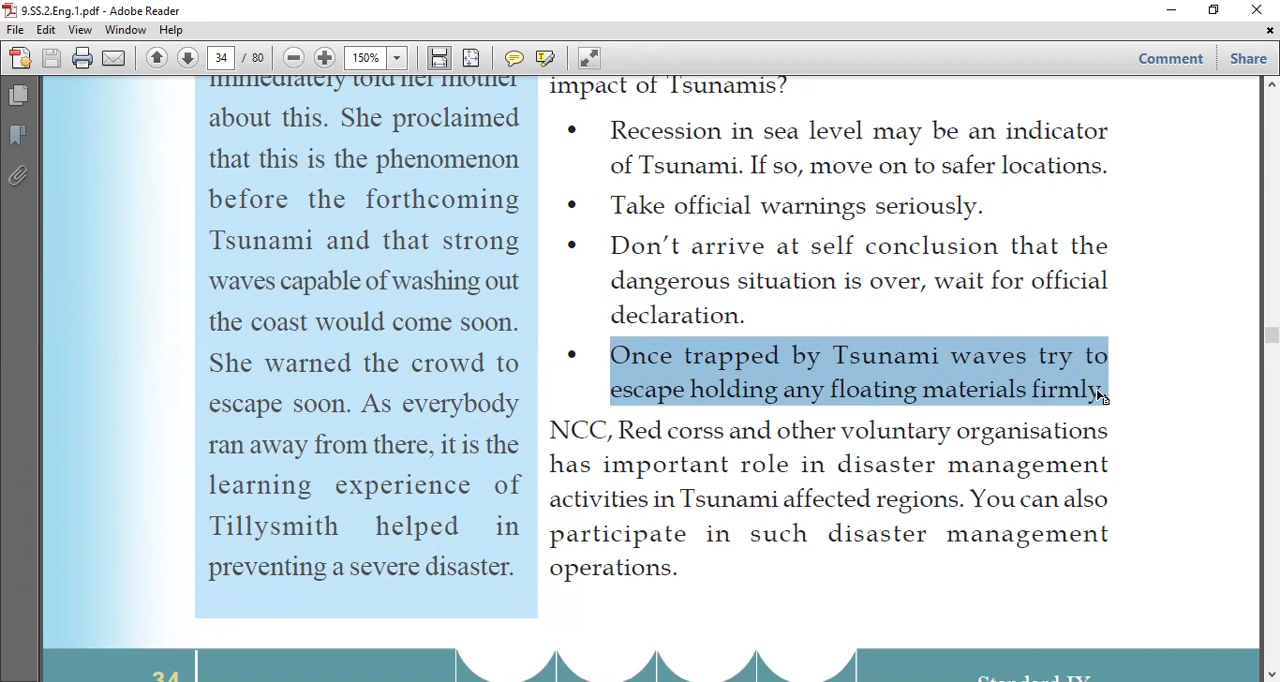 9.SS.2.Eng.1.pdf - Adobe Reader
File Edit View Window Help
34 / 80 150% Comment Share
immediately told her mother
about this. She proclaimed
that this is the phenomenon
before the forthcoming
Tsunami and that strong
waves capable of washing out
the coast would come soon.
She warned the crowd to
escape soon. As everybody
ran away from there, it is the
learning experience of
Tillysmith helped in
preventing a severe disaster.
impact of Tsunamis?
• Recession in sea level may be an indicator
of Tsunami. If so, move on to safer locations.
• Take official warnings seriously.
• Don't arrive at self conclusion that the
dangerous situation is over, wait for official
declaration.
• Once trapped by Tsunami waves try to
escape holding any floating materials firmly.
NCC, Red corss and other voluntary organisations
has important role in disaster management
activities in Tsunami affected regions. You can also
participate in such disaster management
operations.
34
Standard IX